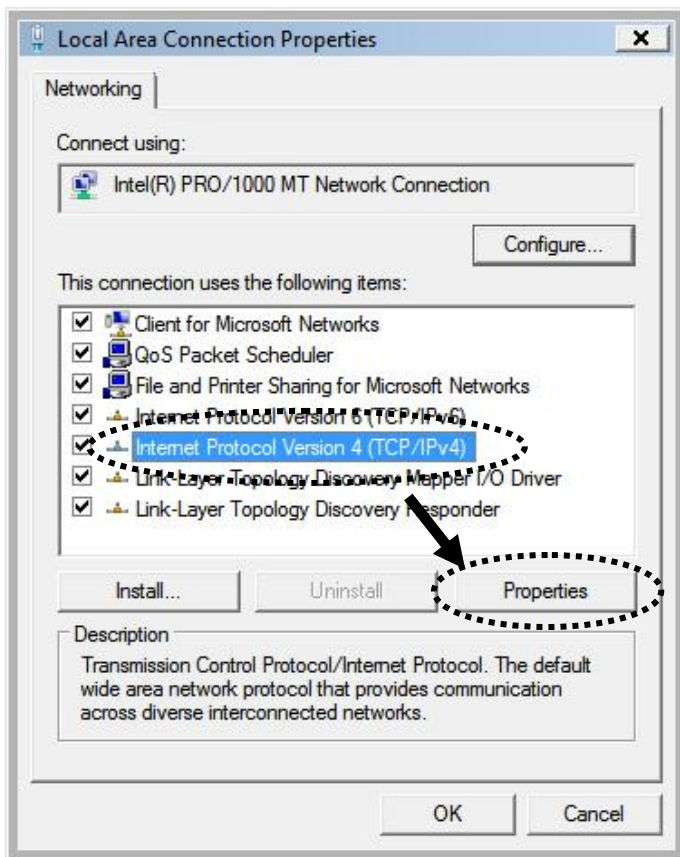 Local Area Connection Properties
Networking
Connect using:
Intel(R) PRO/1000 MT Network Connection
Configure...
This connection uses the following items:
Client for Microsoft Networks
QoS Packet Scheduler
File and Printer Sharing for Microsoft Networks
Internet Protocol Version 6 (TCP/IPv6)
Internet Protocol Version 4 (TCP/IPv4)
Link-Layer Topology Discovery Mapper I/O Driver
Link-Layer Topology Discovery Responder
Install... Uninstall Properties
Description
Transmission Control Protocol/Internet Protocol. The default
wide area network protocol that provides communication
across diverse interconnected networks.
OK Cancel